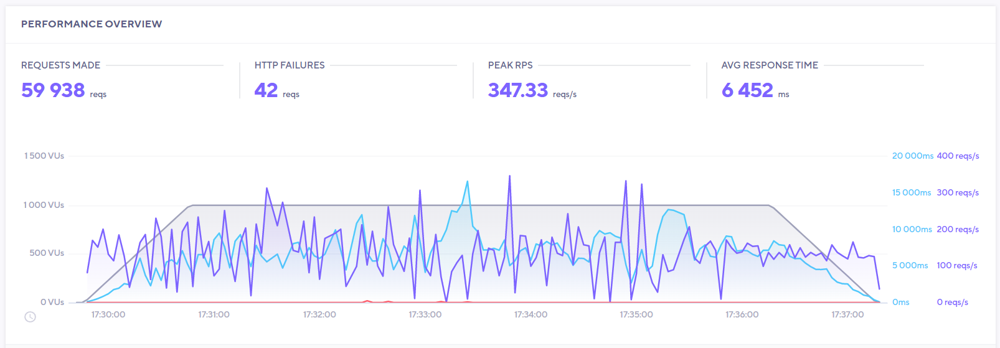 PERFORMANCE OVERVIEW
REQUESTS MADE
59 938 reqs
HTTP FAILURES
42 reqs
PEAK RPS
347.33 reqs/s
AVG RESPONSE TIME
6 452 ms
1 500 VUs
20 000ms 400 reqs/s
15 000ms 300 reqs/s
1 000 VUs
10 000ms 200 reqs/s
500 VUs
5 000ms 100 reqs/s
0 VUs
0ms 0 reqs/s
17:30:00 17:31:00 17:32:00 17:33:00 17:34:00 17:35:00 17:36:00 17:37:00